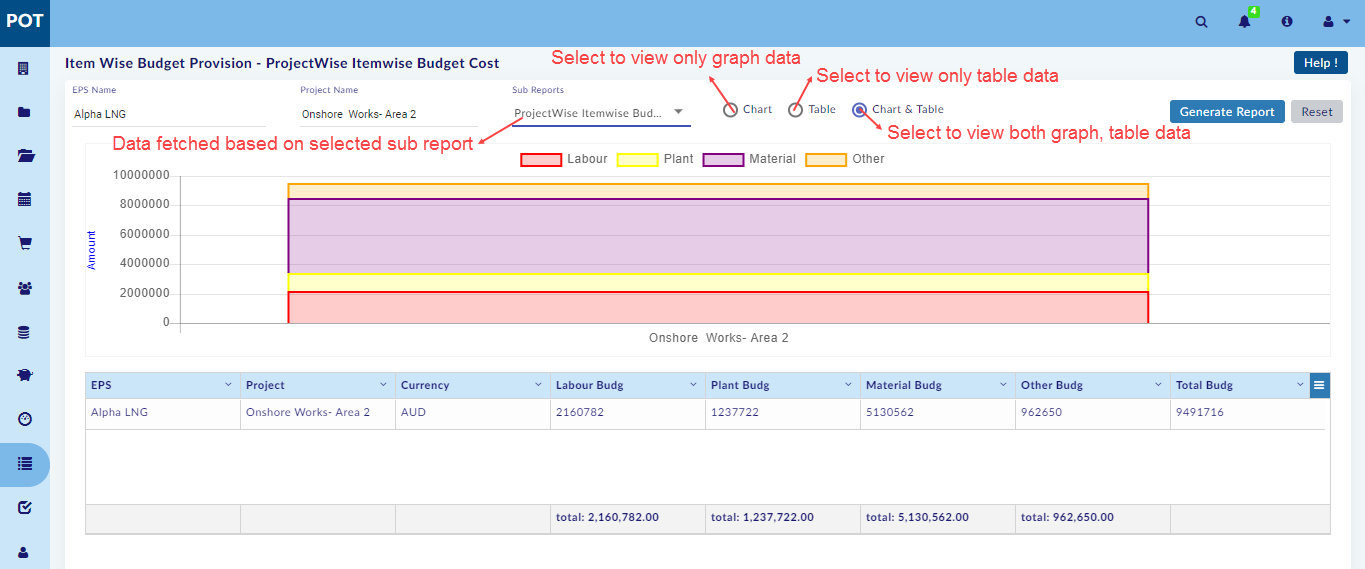 POT
4
Item Wise Budget Provision - ProjectWise Itemwise Budget Cost
Help !
Select to view only graph data
Select to view only table data
EPS Name
Project Name
Sub Reports
Alpha LNG
Onshore Works- Area 2
ProjectWise Itemwise Bud...
Chart
Table
Chart & Table
Generate Report
Reset
Select to view both graph, table data
Data fetched based on selected sub report
Labour
Plant
Material
Other
10000000
8000000
6000000
4000000
2000000
0
Amount
Onshore Works- Area 2
EPS Project Currency Labour Budg Plant Budg Material Budg Other Budg Total Budg
Alpha LNG Onshore Works- Area 2 AUD 2160782 1237722 5130562 962650 9491716
total: 2,160,782.00 total: 1,237,722.00 total: 5,130,562.00 total: 962,650.00